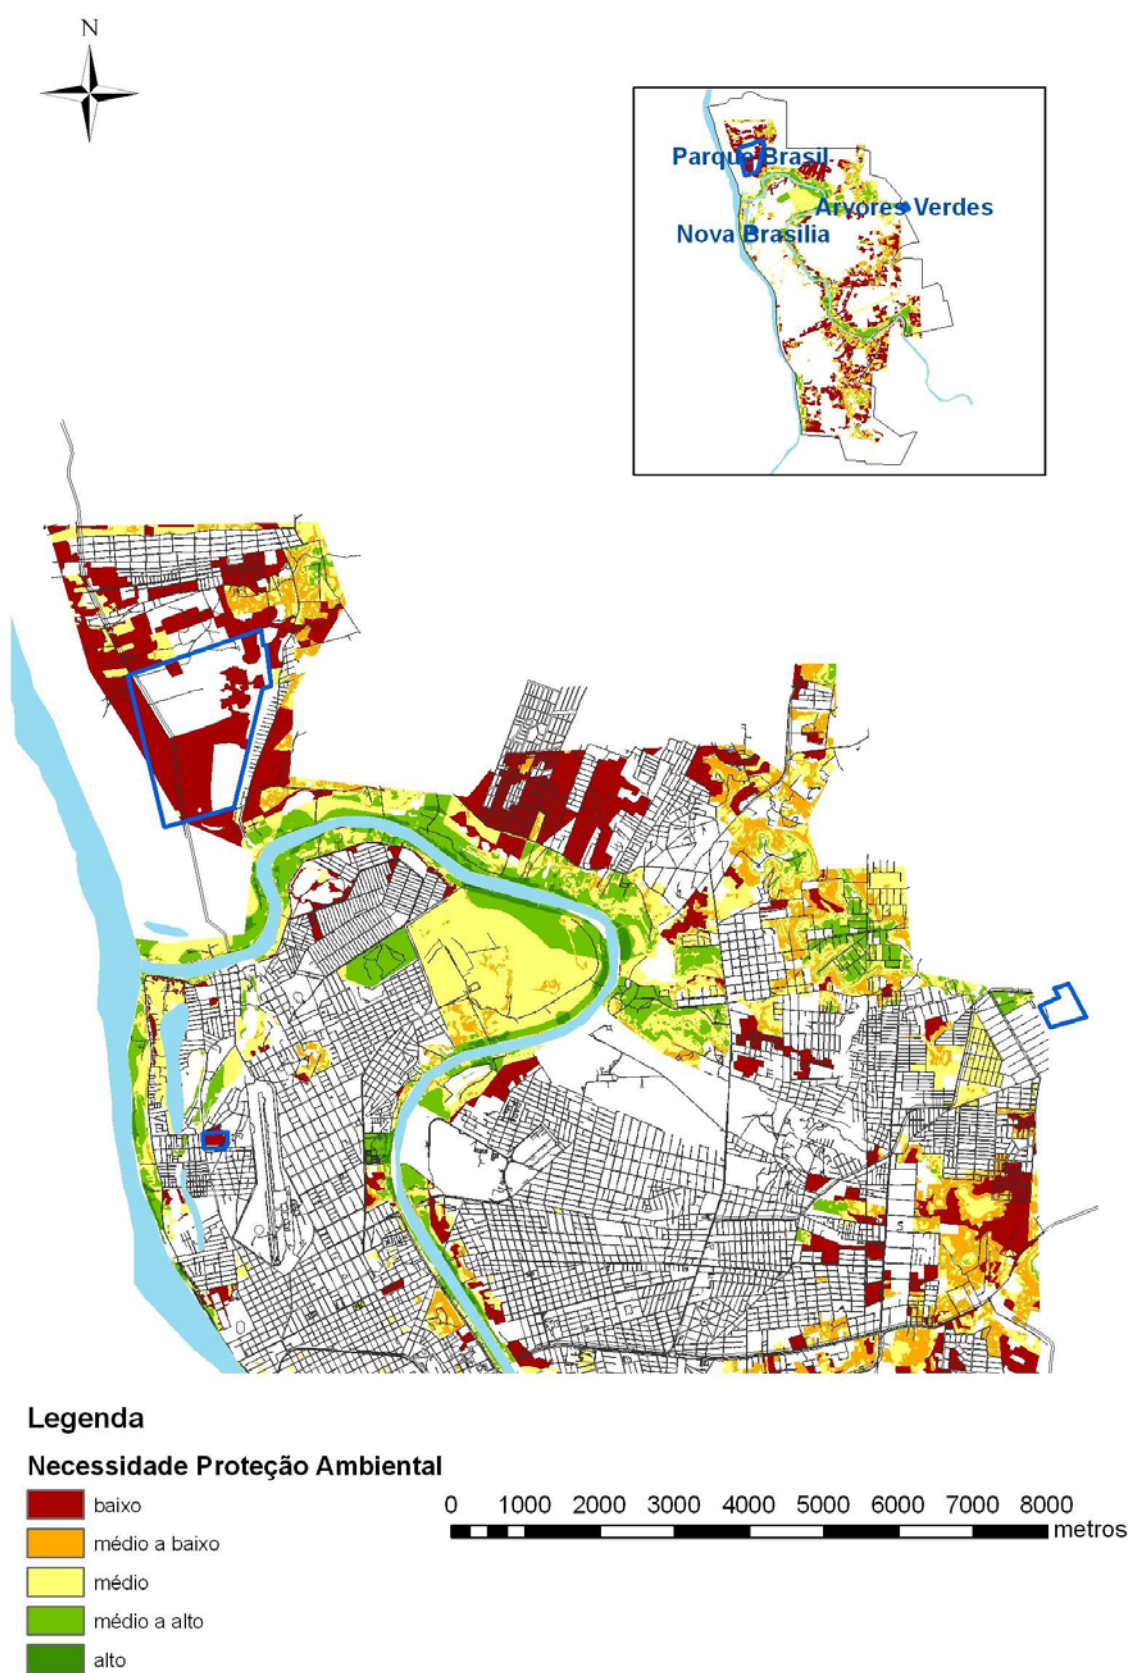 N
Parque Brasil
Arvores Verdes
Nova Brasilia
Legenda
Necessidade Proteção Ambiental
baixo
médio a baixo
médio
médio a alto
alto
0 1000 2000 3000 4000 5000 6000 7000 8000
metros